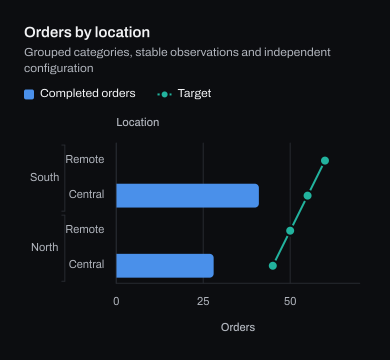 Orders by location
Grouped categories, stable observations and independent
configuration
Completed orders
Target
Location
South
Remote
Central
North
Remote
Central
0
25
50
Orders